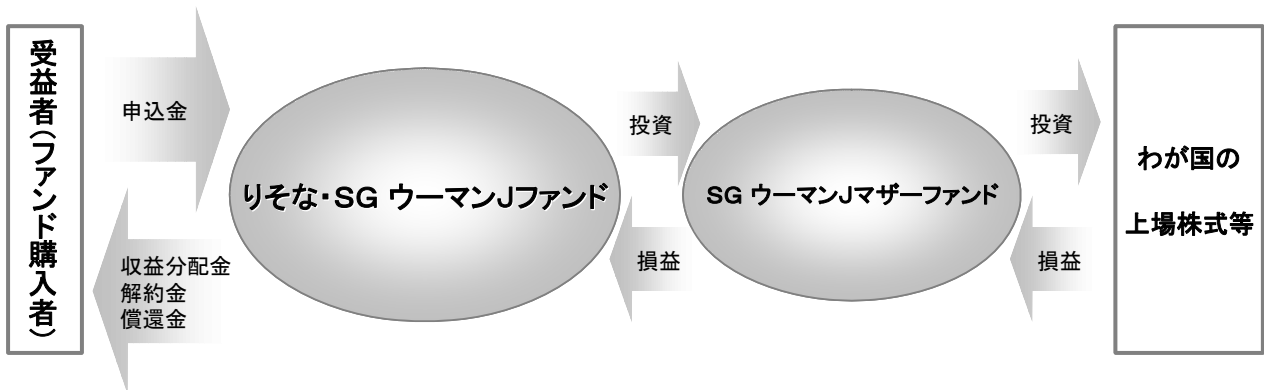 受益者(ファンド購入者)
申込金
収益分配金
解約金
償還金
りそな・SG ウーマンJファンド
投資
損益
SG ウーマンJマザーファンド
投資
損益
わが国の
上場株式等